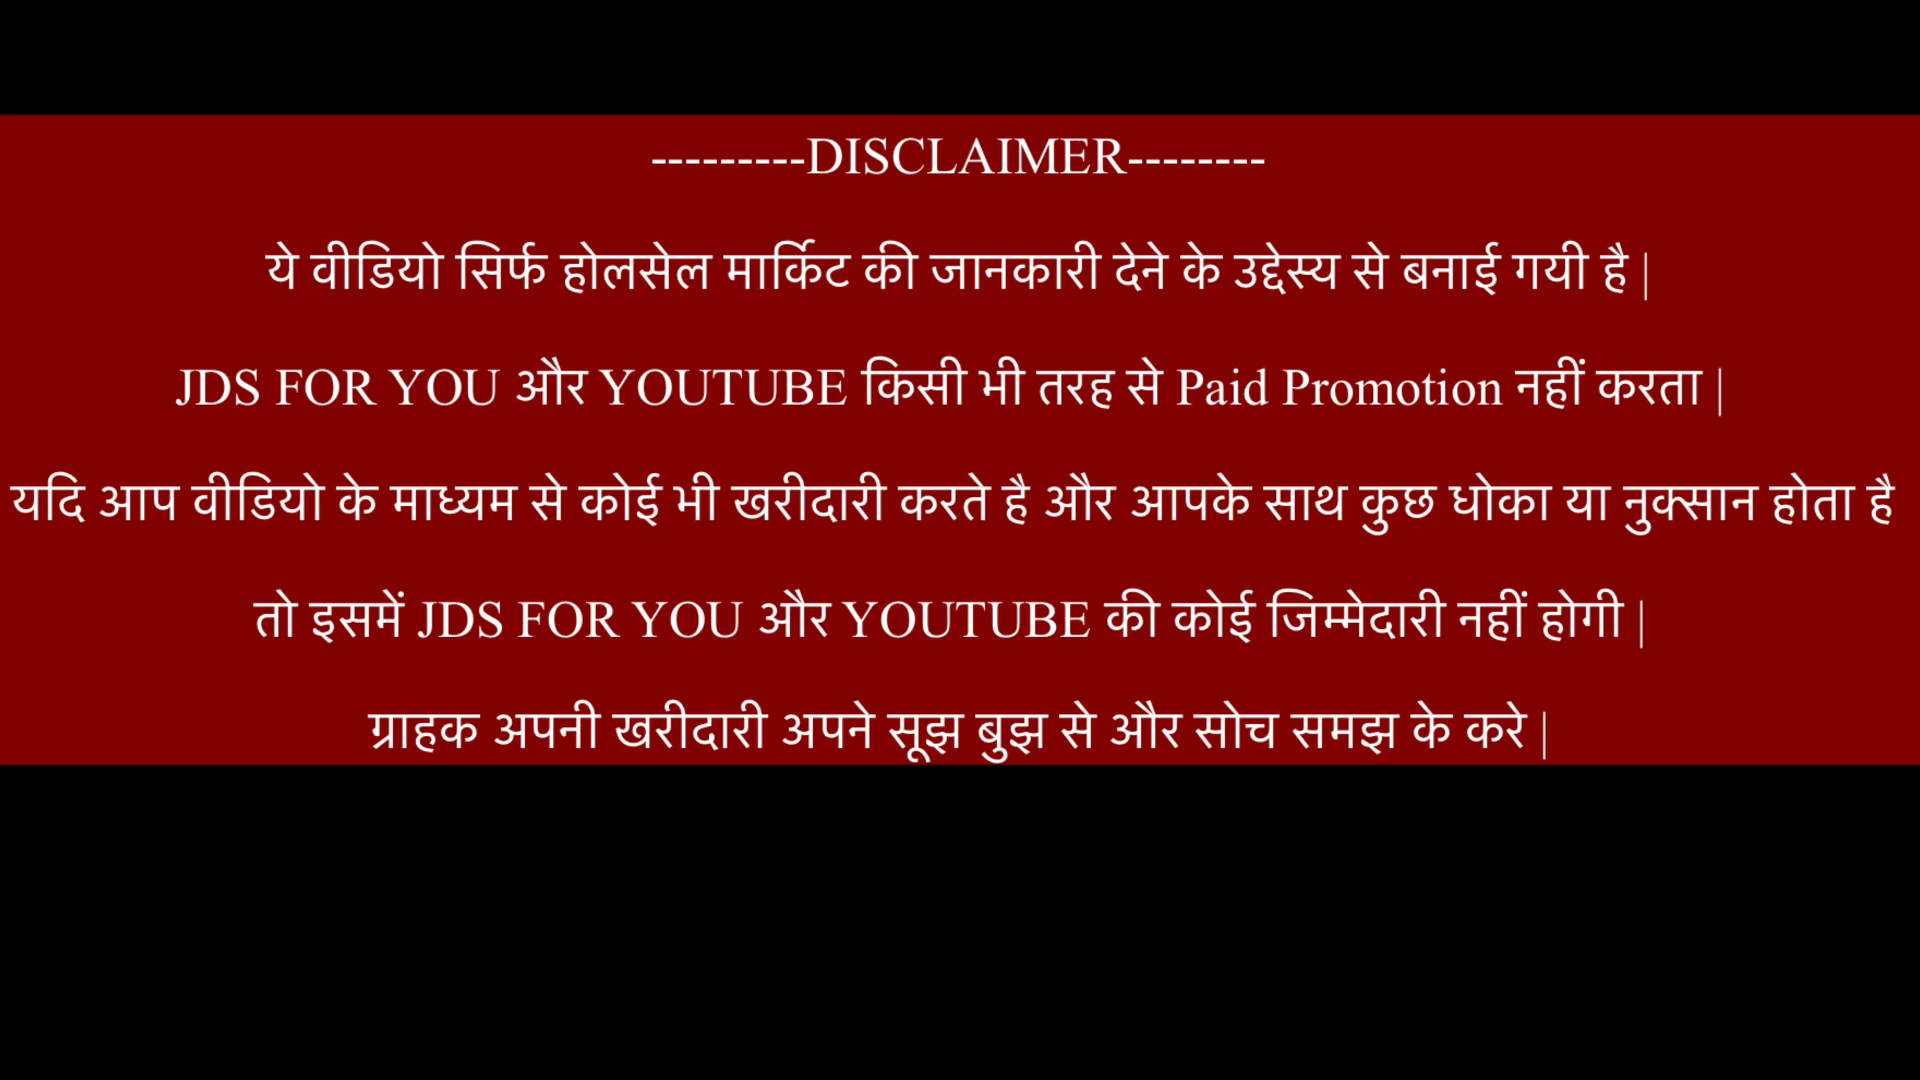 ---------DISCLAIMER--------
ये वीडियो सिर्फ होलसेल मार्किट की जानकारी देने के उद्देस्य से बनाई गयी है |
JDS FOR YOU और YOUTUBE किसी भी तरह से Paid Promotion नहीं करता |
यदि आप वीडियो के माध्यम से कोई भी खरीदारी करते है और आपके साथ कुछ धोका या नुक्सान होता है
तो इसमें JDS FOR YOU और YOUTUBE की कोई जिम्मेदारी नहीं होगी |
ग्राहक अपनी खरीदारी अपने सूझ बुझ से और सोच समझ के करे |